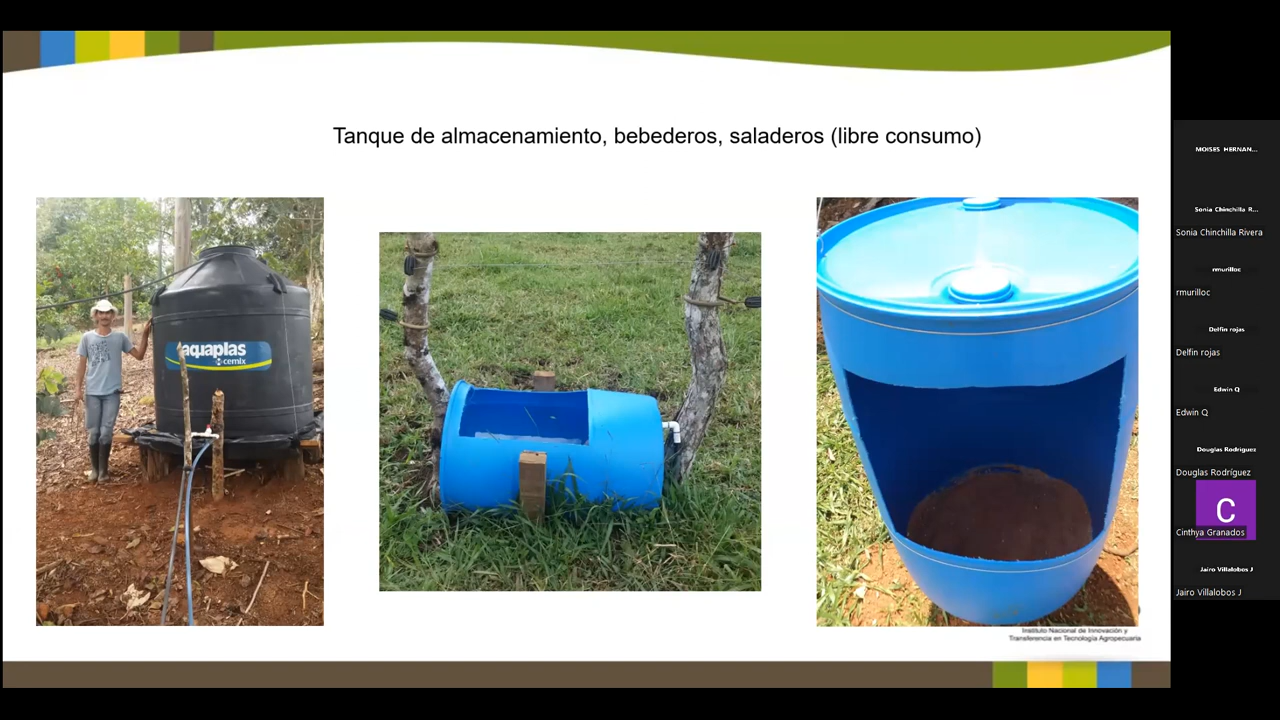 Tanque de almacenamiento, bebederos, saladeros (libre consumo)
aquaplas
cemix
Instituto Nacional de Innovación y
Transferencia en Tecnología Agropecuaria
MOISES HERNAN...
Sonia Chinchilla R...
Sonia Chinchilla Rivera
rmurilloc
rmurilloc
Delfin rojas
Delfin rojas
Edwin Q
Edwin Q
Douglas Rodríguez
Douglas Rodríguez
C
Cinthya Granados
Jairo Villalobos J
Jairo Villalobos J